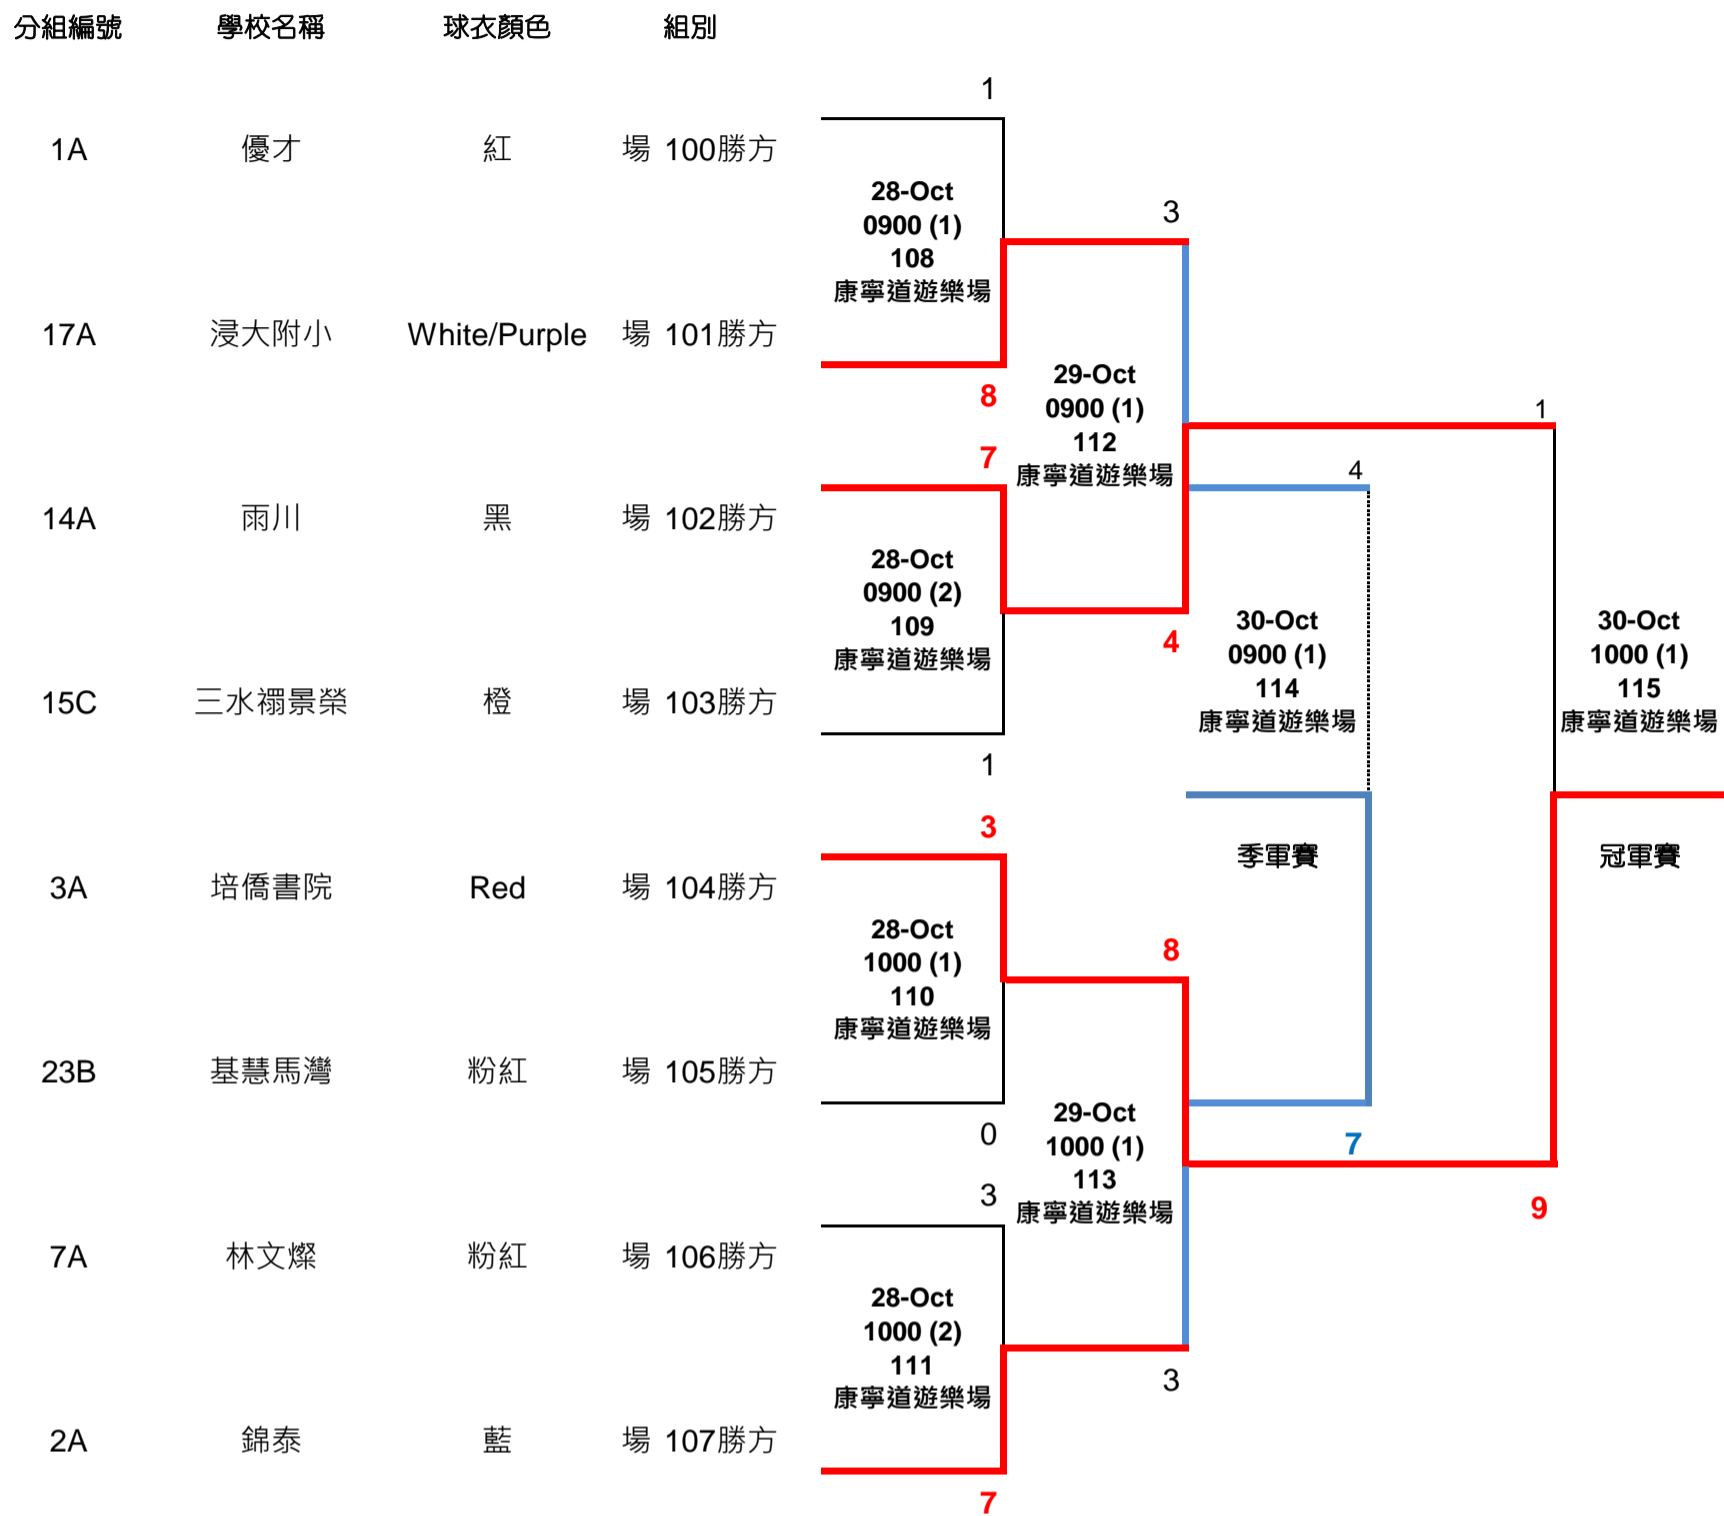 分組編號 學校名稱 球衣顏色 組別
1
1A 優才 紅 場 100勝方
28-Oct
0900 (1)
108
康寧道遊樂場
3
17A 浸大附小 White/Purple 場 101勝方
8
29-Oct
0900 (1)
112
康寧道遊樂場
1
7
4
14A 雨川 黑 場 102勝方
28-Oct
0900 (2)
109
康寧道遊樂場
4
30-Oct
0900 (1)
114
康寧道遊樂場
30-Oct
1000 (1)
115
康寧道遊樂場
15C 三水禤景榮 橙 場 103勝方
1
3
季軍賽
冠軍賽
3A 培僑書院 Red 場 104勝方
28-Oct
1000 (1)
110
康寧道遊樂場
8
23B 基慧馬灣 粉紅 場 105勝方
0
29-Oct
1000 (1)
113
康寧道遊樂場
7
3
9
7A 林文燦 粉紅 場 106勝方
28-Oct
1000 (2)
111
康寧道遊樂場
3
2A 錦泰 藍 場 107勝方
7